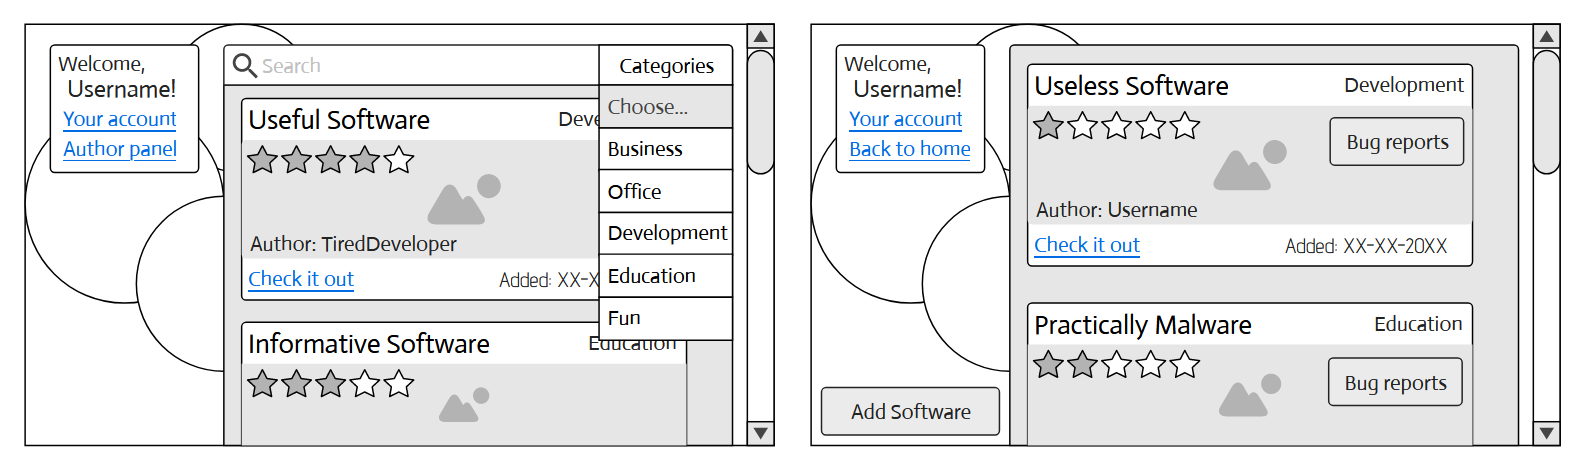 Welcome,
Username!
Your account
Author panel
Search
Categories
Choose...
Business
Office
Development
Education
Fun
Useful Software
Deve
Author: TiredDeveloper
Check it out
Added: XX-X
Informative Software
Education
Welcome,
Username!
Your account
Back to home
Add Software
Useless Software
Development
Bug reports
Author: Username
Check it out
Added: XX-XX-20XX
Practically Malware
Education
Bug reports